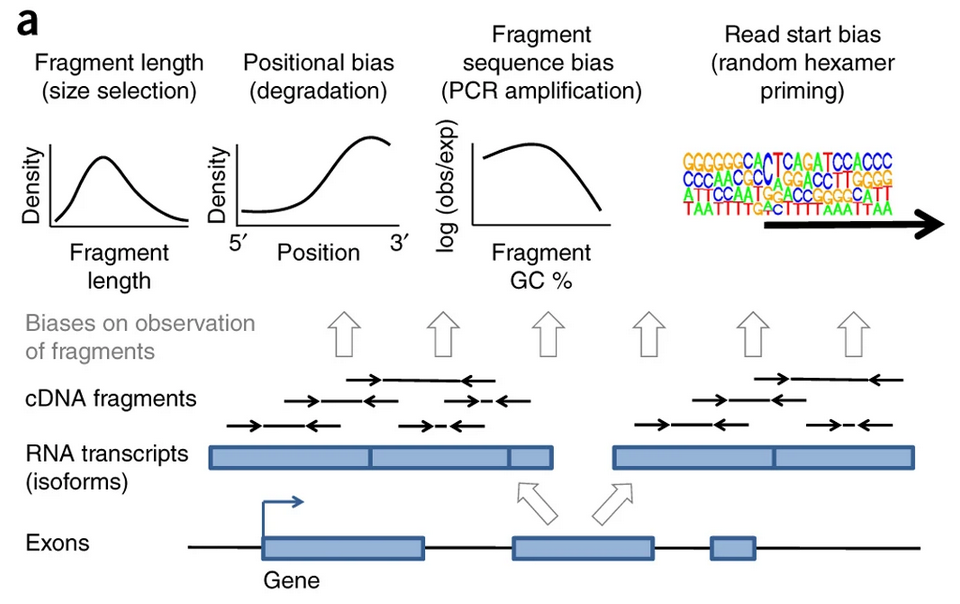 a
Fragment length
(size selection)
Positional bias
(degradation)
Fragment
sequence bias
(PCR amplification)
Read start bias
(random hexamer
priming)
Density
Fragment
length
Density
5′
Position
3′
log (obs/exp)
Fragment
GC %
GGGGGGCACTCAGATCCACCC
CCCAACGCCAGGACCTTGGGG
Biases on observation
of fragments
cDNA fragments
RNA transcripts
(isoforms)
Exons
Gene